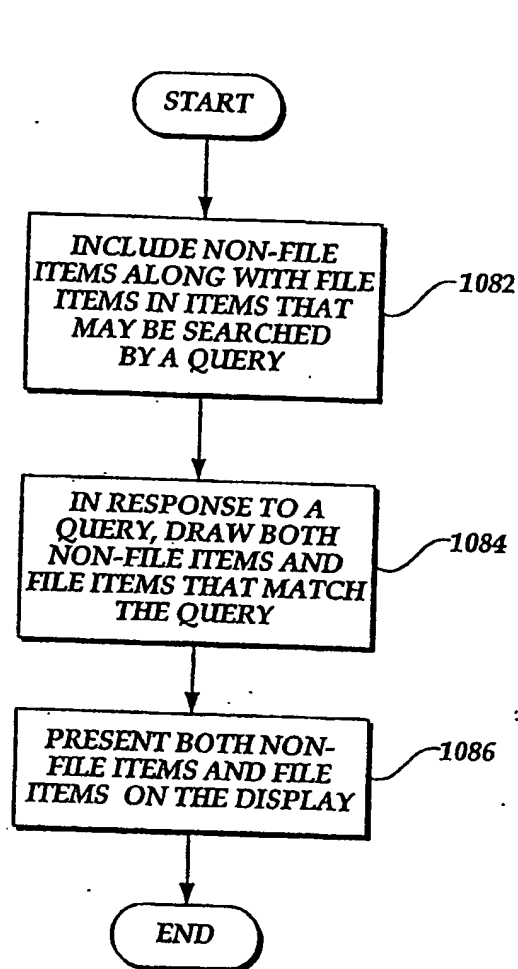 START
INCLUDE NON-FILE
ITEMS ALONG WITH FILE
ITEMS IN ITEMS THAT
MAY BE SEARCHED
BY A QUERY
1082
IN RESPONSE TO A
QUERY, DRAW BOTH
NON-FILE ITEMS AND
FILE ITEMS THAT MATCH
THE QUERY
1084
PRESENT BOTH NON-
FILE ITEMS AND FILE
ITEMS ON THE DISPLAY
1086
END